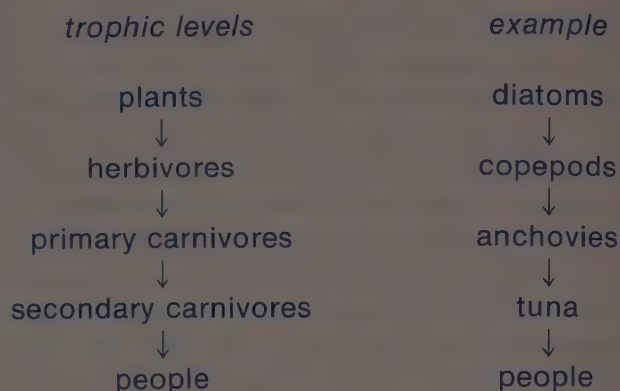 trophic levels example
plants diatoms
↓ ↓
herbivores copepods
↓ ↓
primary carnivores anchovies
↓ ↓
secondary carnivores tuna
↓ ↓
people people